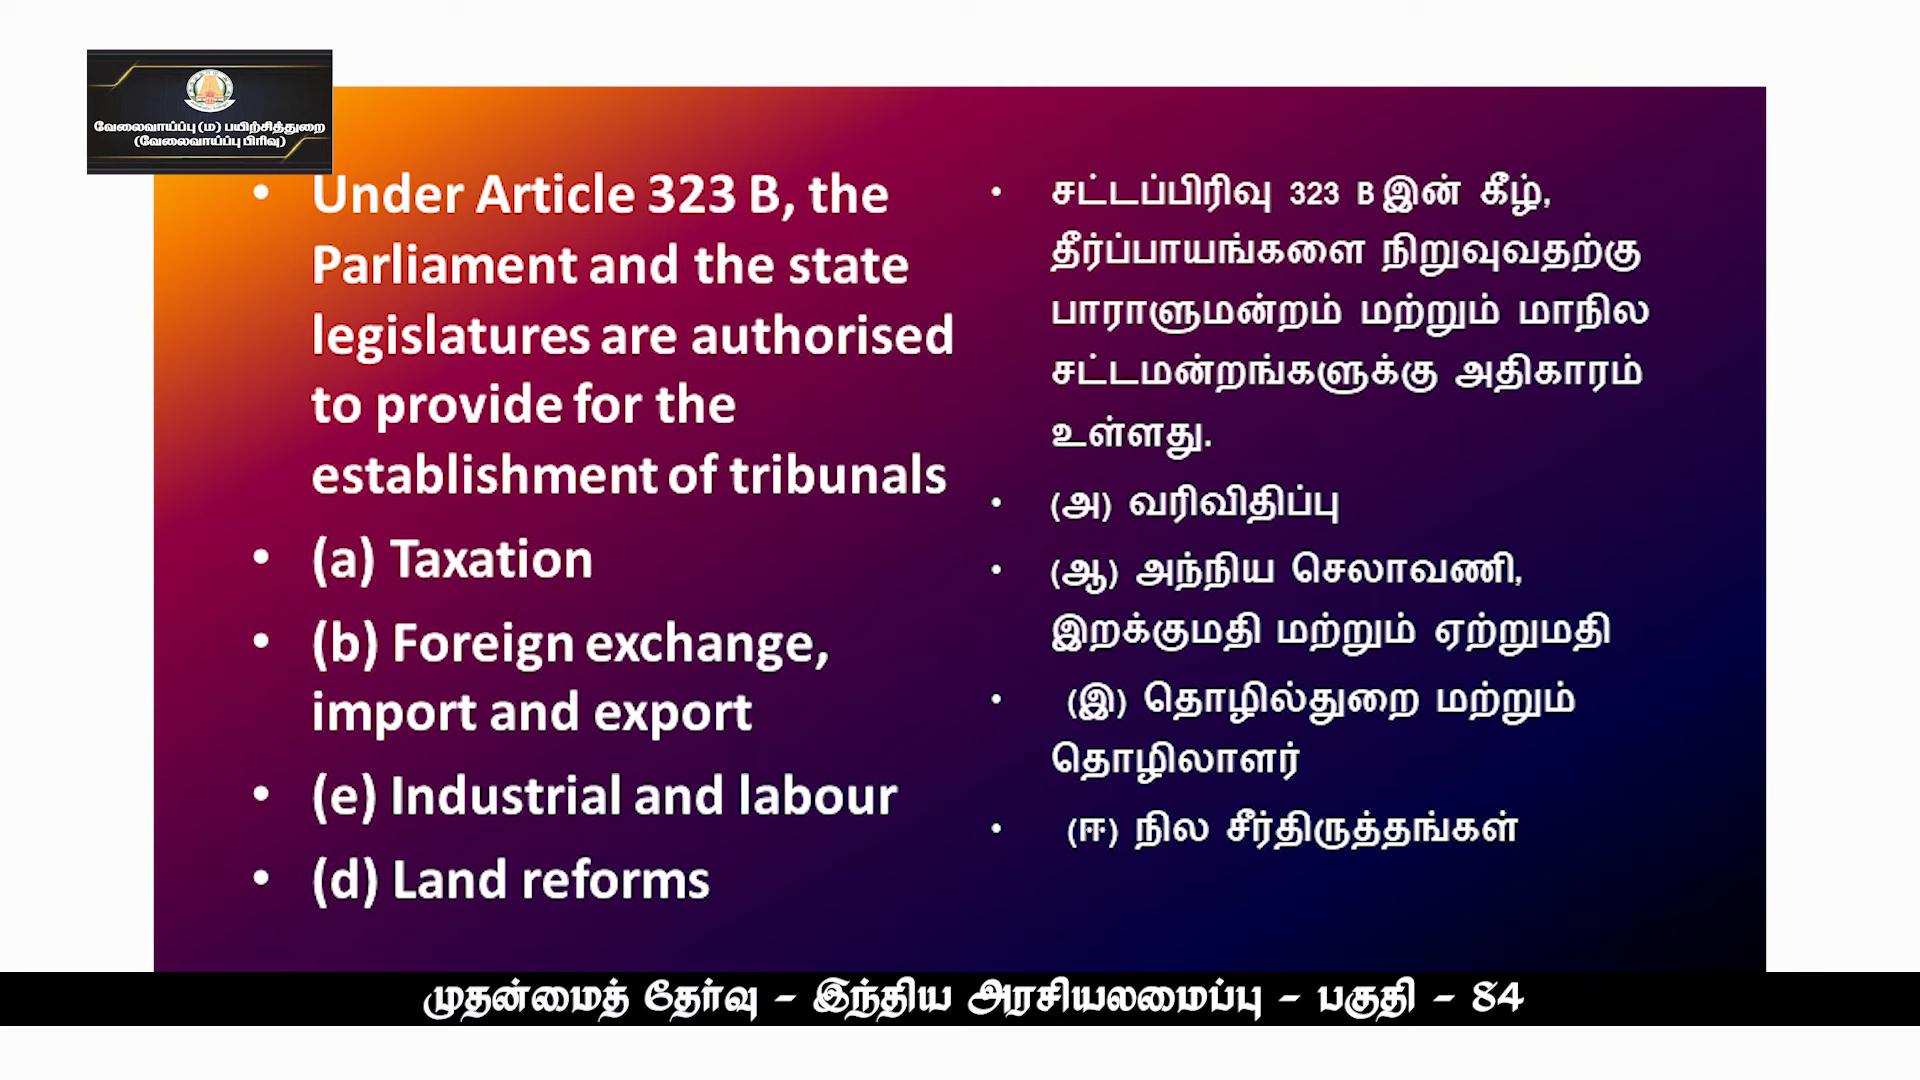 வேலைவாய்ப்பு (ம) பயிற்சித்துறை
(வேலைவாய்ப்பு பிரிவு)
• Under Article 323 B, the
Parliament and the state
legislatures are authorised
to provide for the
establishment of tribunals
• (a) Taxation
• (b) Foreign exchange,
import and export
• (e) Industrial and labour
• (d) Land reforms
• சட்டப்பிரிவு 323 B இன் கீழ்,
தீர்ப்பாயங்களை நிறுவுவதற்கு
பாராளுமன்றம் மற்றும் மாநில
சட்டமன்றங்களுக்கு அதிகாரம்
உள்ளது.
• (அ) வரிவிதிப்பு
• (ஆ) அந்நிய செலாவணி,
இறக்குமதி மற்றும் ஏற்றுமதி
• (இ) தொழில்துறை மற்றும்
தொழிலாளர்
• (ஈ) நில சீர்திருத்தங்கள்
முதன்மைத் தேர்வு – இந்திய அரசியலமைப்பு – பகுதி – 84